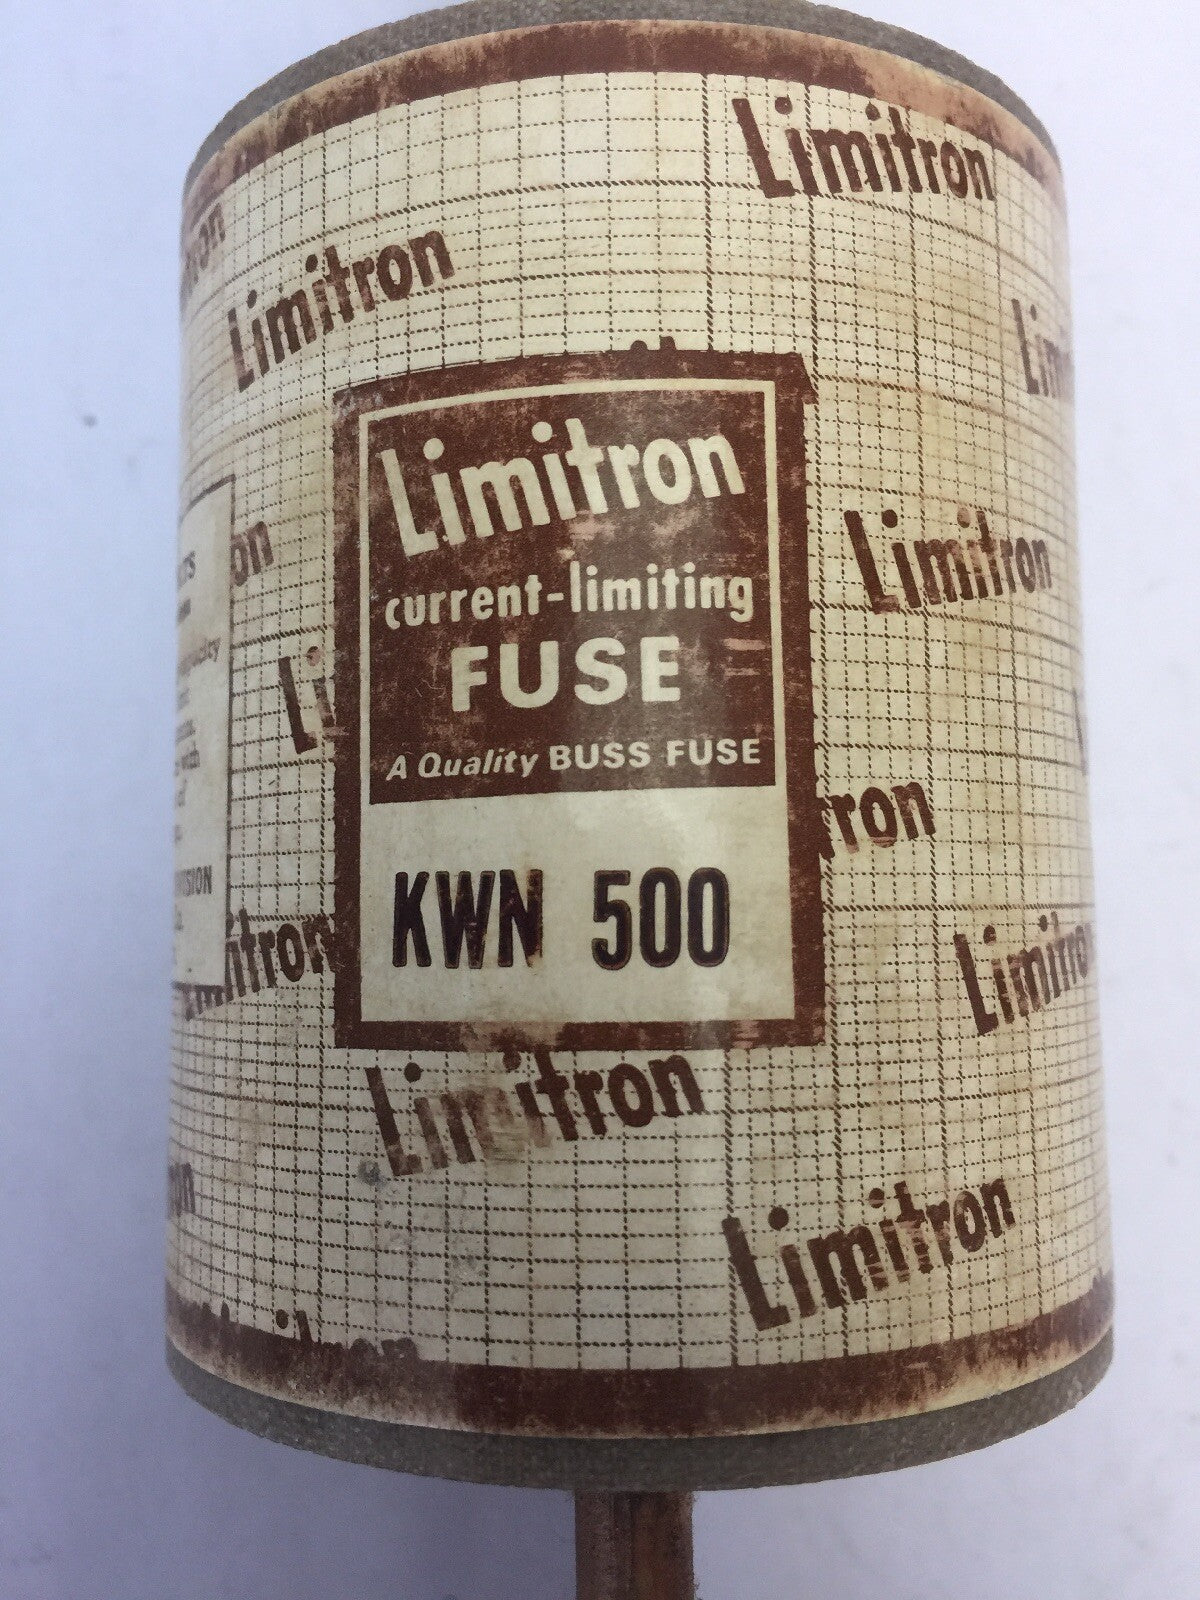 Limitron
Limitron
Limitron
current-limiting
FUSE
A Quality BUSS FUSE
KWN 500
Limitron
Limitron
Limitron
Limitron